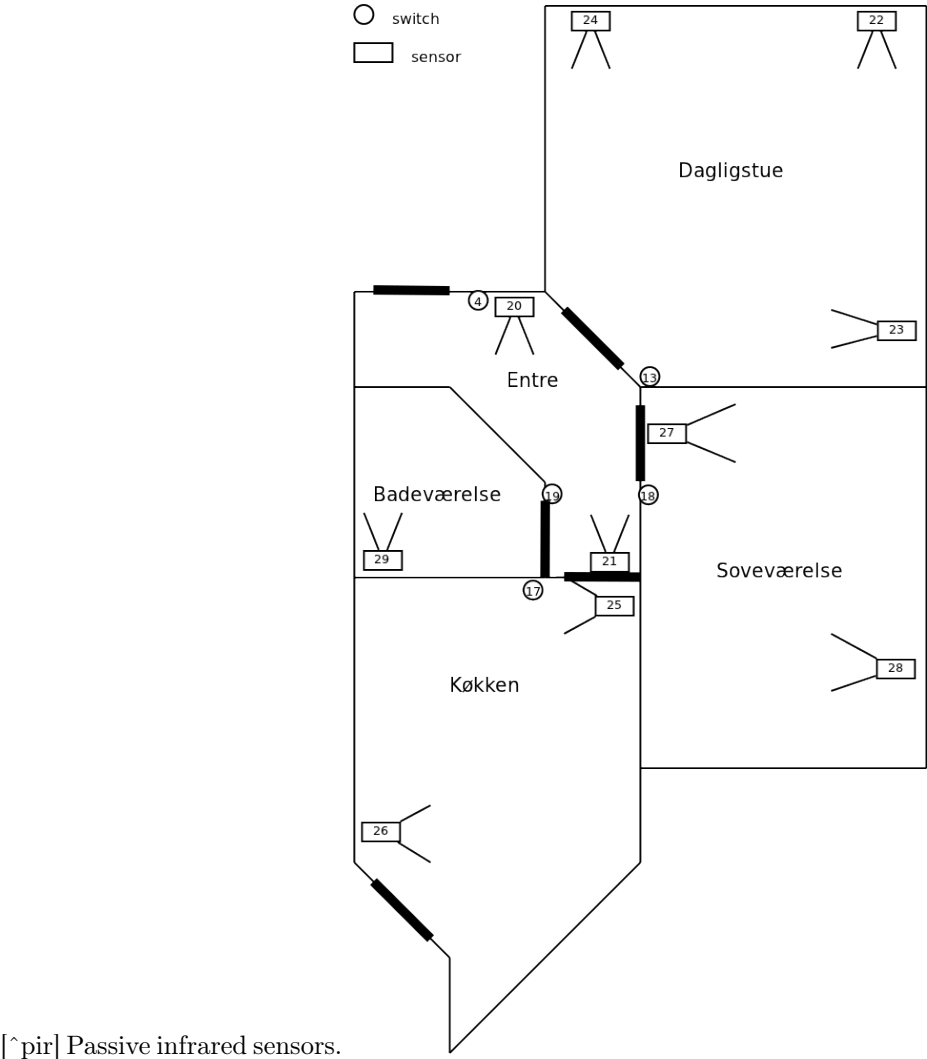 switch
sensor
24
22
Dagligstue
4
20
23
Entre
13
27
Badeværelse
19
18
29
21
Soveværelse
17
25
28
Køkken
26
[ˆpir] Passive infrared sensors.